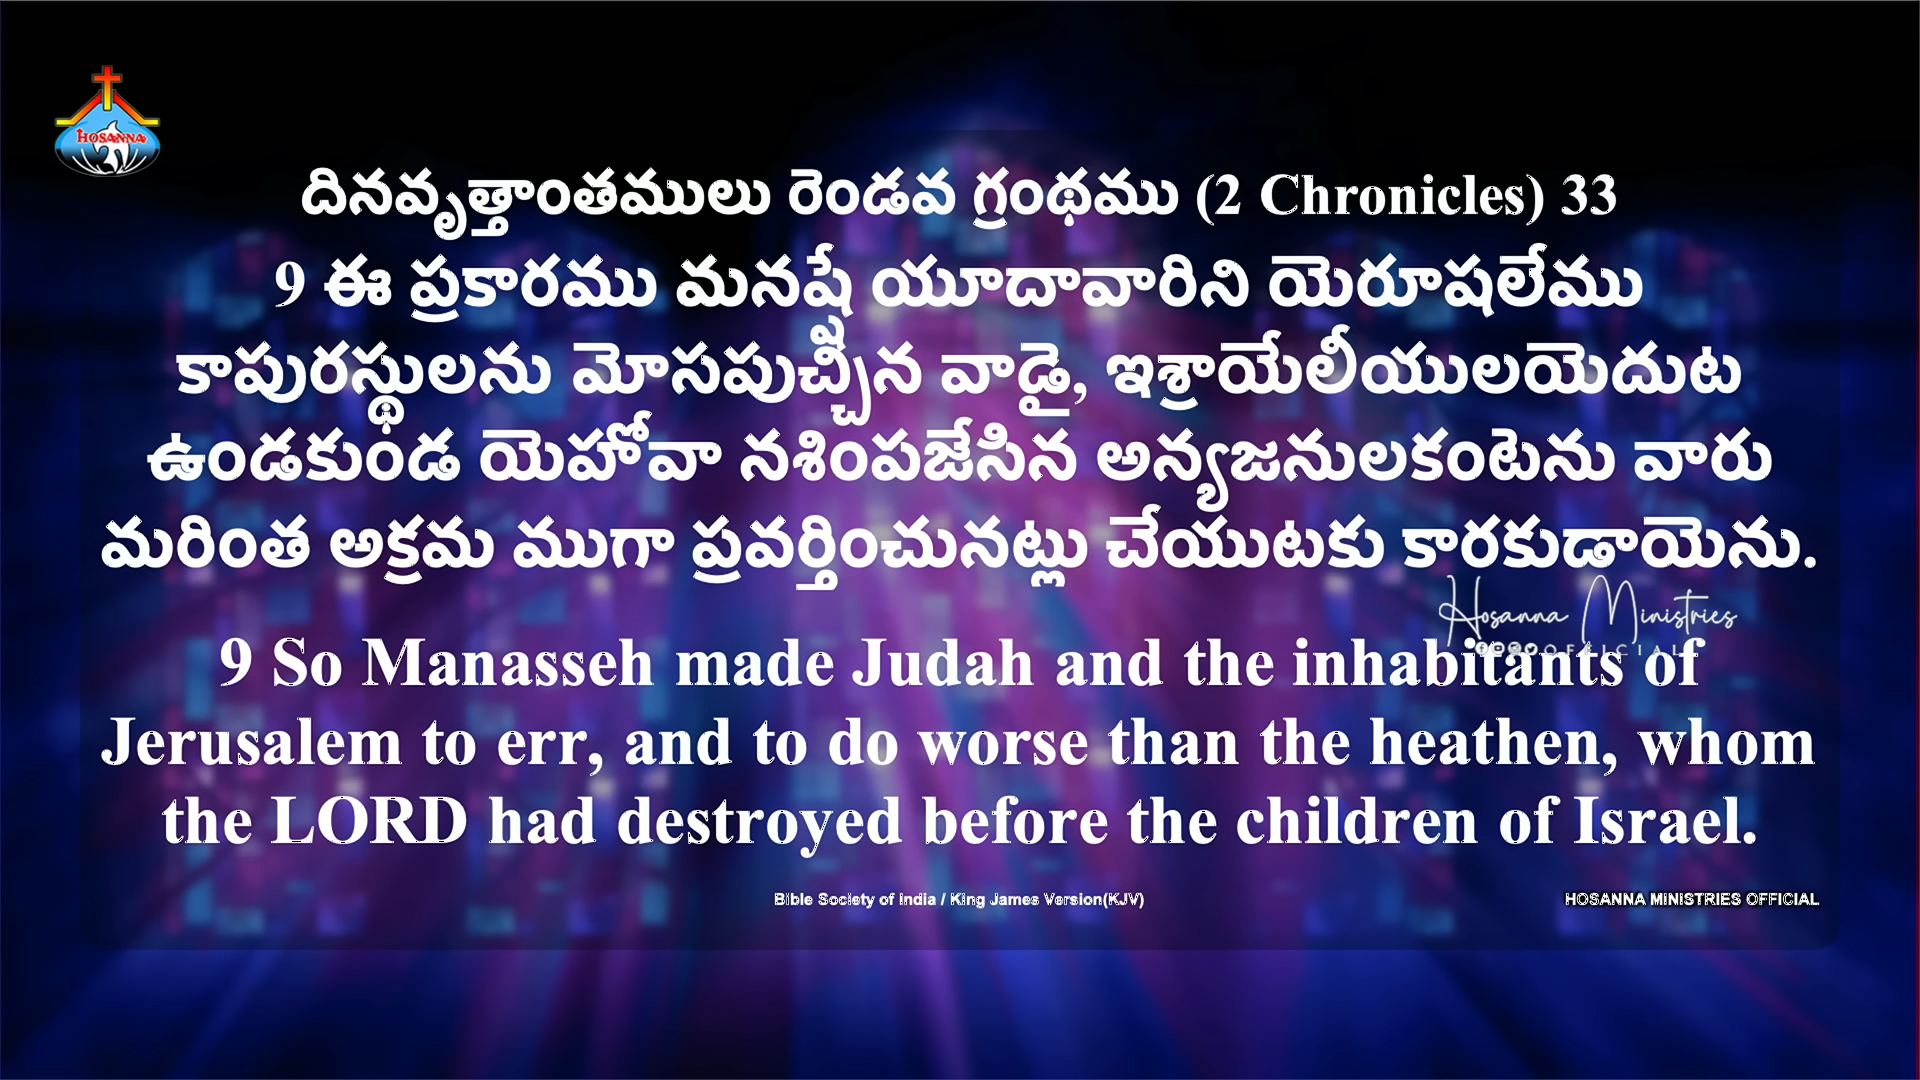 HOSANNA
దినవృత్తాంతములు రెండవ గ్రంథము (2 Chronicles) 33
9 ఈ ప్రకారము మనష్షే యూదావారిని యెరూషలేము
కాపురస్థులను మోసపుచ్చిన వాడై, ఇశ్రాయేలీయులయెదుట
ఉండకుండ యెహోవా నశింపజేసిన అన్యజనులకంటెను వారు
మరింత అక్రమ ముగా ప్రవర్తించునట్లు చేయుటకు కారకుడాయెను.
Hosanna Ministries
OFFICIAL
9 So Manasseh made Judah and the inhabitants of
Jerusalem to err, and to do worse than the heathen, whom
the LORD had destroyed before the children of Israel.
Bible Society of India / King James Version(KJV)
HOSANNA MINISTRIES OFFICIAL